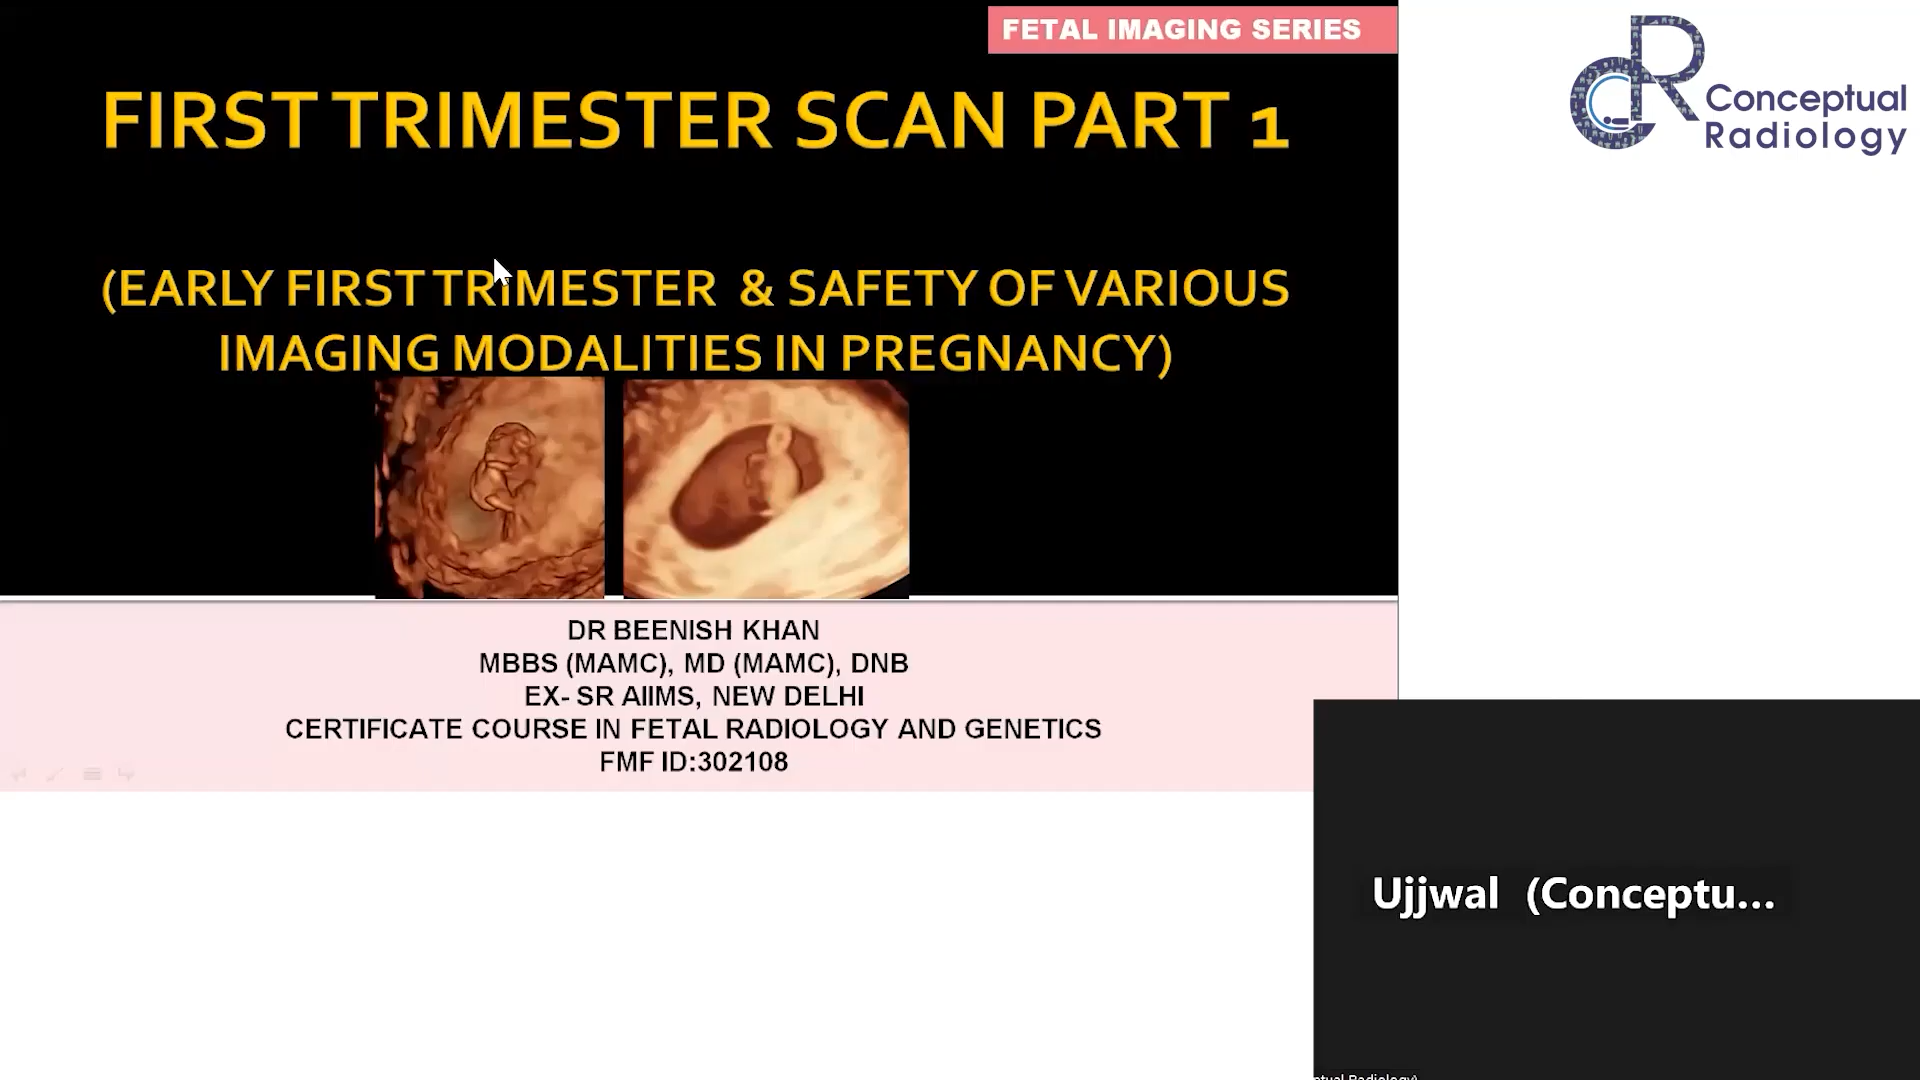 FETAL IMAGING SERIES
FIRST TRIMESTER SCAN PART 1
(EARLY FIRST TRIMESTER & SAFETY OF VARIOUS
IMAGING MODALITIES IN PREGNANCY)
DR BEENISH KHAN
MBBS (MAMC), MD (MAMC), DNB
EX- SR AIIMS, NEW DELHI
CERTIFICATE COURSE IN FETAL RADIOLOGY AND GENETICS
FMF ID:302108
CR Conceptual
Radiology
Ujjwal (Conceptu...